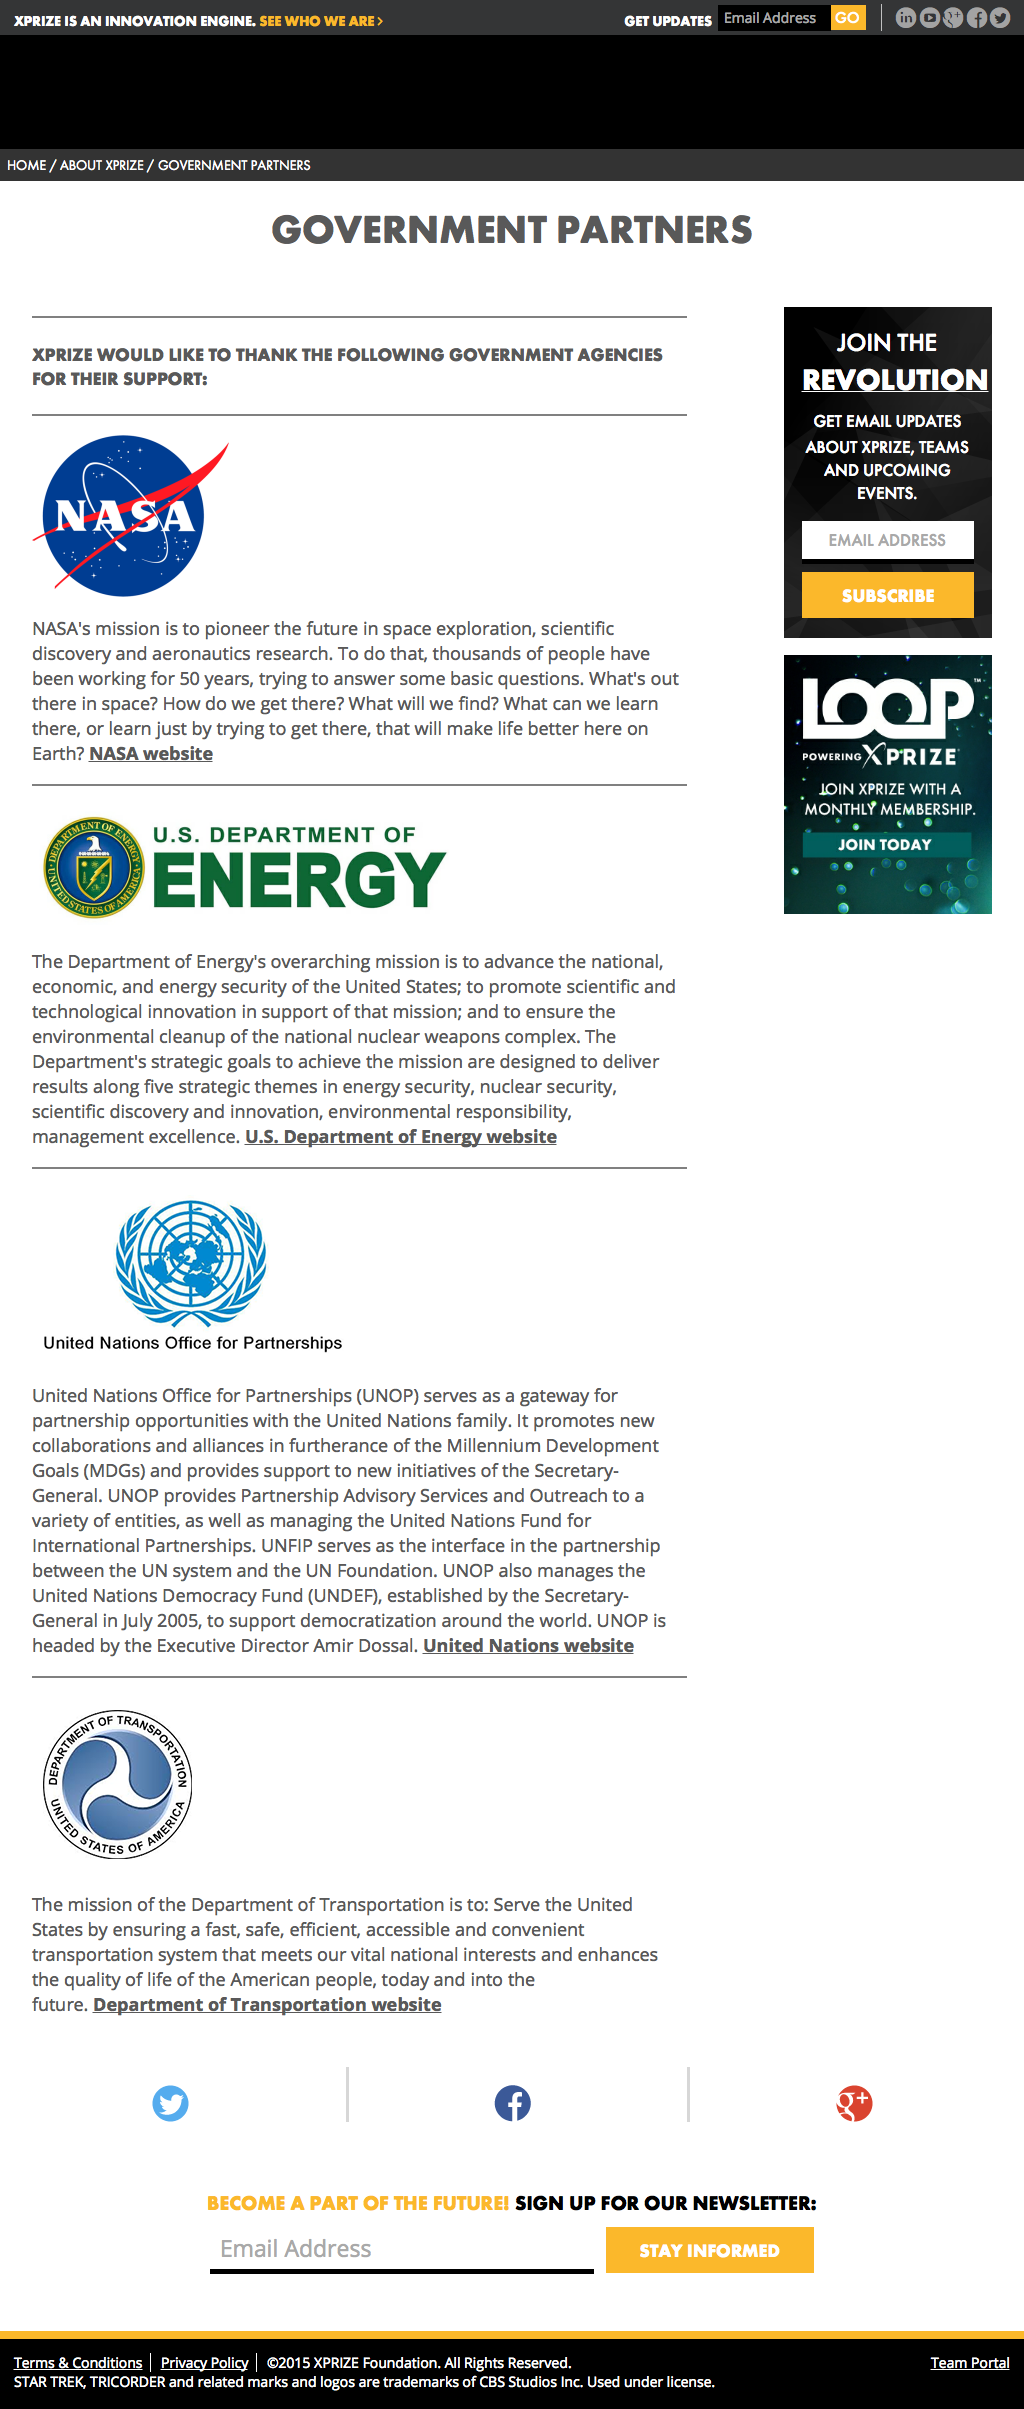 XPRIZE IS AN INNOVATION ENGINE. SEE WHO WE ARE >
GET UPDATES Email Address GO
HOME / ABOUT XPRIZE / GOVERNMENT PARTNERS
GOVERNMENT PARTNERS
XPRIZE WOULD LIKE TO THANK THE FOLLOWING GOVERNMENT AGENCIES
FOR THEIR SUPPORT:
NASA
NASA's mission is to pioneer the future in space exploration, scientific
discovery and aeronautics research. To do that, thousands of people have
been working for 50 years, trying to answer some basic questions. What's out
there in space? How do we get there? What will we find? What can we learn
there, or learn just by trying to get there, that will make life better here on
Earth? NASA website
DEPARTMENT OF ENERGY
UNITED STATES OF AMERICA
U.S. DEPARTMENT OF
ENERGY
The Department of Energy's overarching mission is to advance the national,
economic, and energy security of the United States; to promote scientific and
technological innovation in support of that mission; and to ensure the
environmental cleanup of the national nuclear weapons complex. The
Department's strategic goals to achieve the mission are designed to deliver
results along five strategic themes in energy security, nuclear security,
scientific discovery and innovation, environmental responsibility,
management excellence. U.S. Department of Energy website
United Nations Office for Partnerships
United Nations Office for Partnerships (UNOP) serves as a gateway for
partnership opportunities with the United Nations family. It promotes new
collaborations and alliances in furtherance of the Millennium Development
Goals (MDGs) and provides support to new initiatives of the Secretary-
General. UNOP provides Partnership Advisory Services and Outreach to a
variety of entities, as well as managing the United Nations Fund for
International Partnerships. UNFIP serves as the interface in the partnership
between the UN system and the UN Foundation. UNOP also manages the
United Nations Democracy Fund (UNDEF), established by the Secretary-
General in July 2005, to support democratization around the world. UNOP is
headed by the Executive Director Amir Dossal. United Nations website
DEPARTMENT OF TRANSPORTATION
UNITED STATES OF AMERICA
The mission of the Department of Transportation is to: Serve the United
States by ensuring a fast, safe, efficient, accessible and convenient
transportation system that meets our vital national interests and enhances
the quality of life of the American people, today and into the
future. Department of Transportation website
JOIN THE
REVOLUTION
GET EMAIL UPDATES
ABOUT XPRIZE, TEAMS
AND UPCOMING
EVENTS.
EMAIL ADDRESS
SUBSCRIBE
LOOP™
POWERING XPRIZE
JOIN XPRIZE WITH A
MONTHLY MEMBERSHIP.
JOIN TODAY
BECOME A PART OF THE FUTURE! SIGN UP FOR OUR NEWSLETTER:
Email Address
STAY INFORMED
Terms & Conditions Privacy Policy ©2015 XPRIZE Foundation. All Rights Reserved.
Team Portal
STAR TREK, TRICORDER and related marks and logos are trademarks of CBS Studios Inc. Used under license.